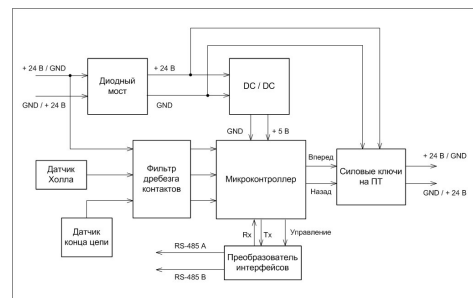 + 24 В / GND
GND / + 24 В
Диодный
мост
+ 24 В
GND
DC / DC
GND
+ 5 В
Датчик
Холла
Датчик
конца цепи
Фильтр
дребезга
контактов
Микроконтроллер
Вперед
Назад
Силовые ключи
на ПТ
+ 24 В / GND
GND / + 24 В
Rx
Tx
Управление
Преобразователь
интерфейсов
RS-485 A
RS-485 B